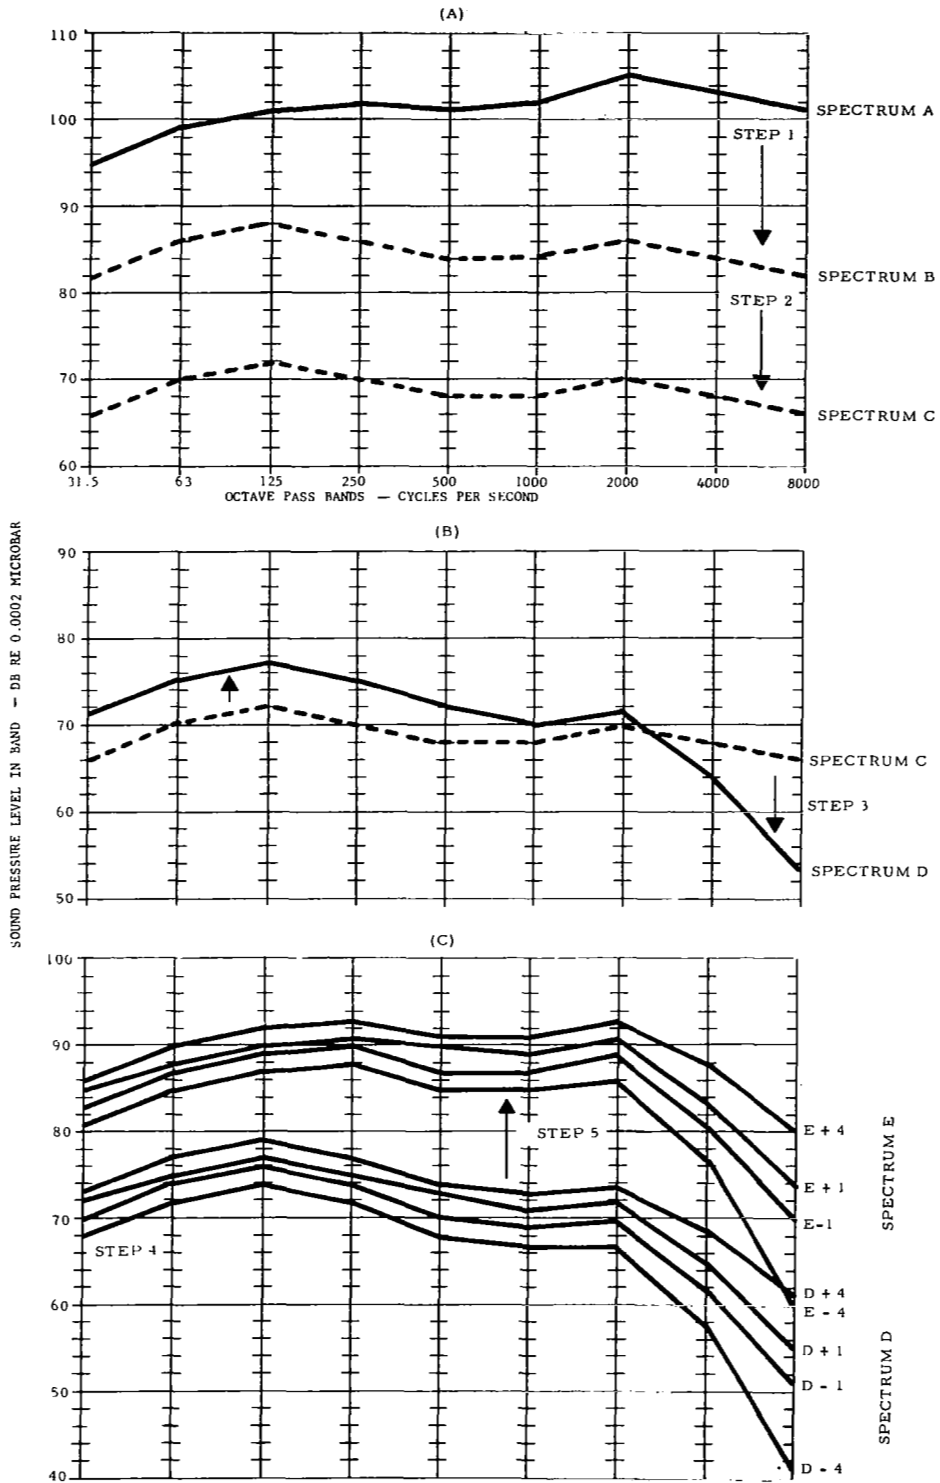 (A)
110
100
90
80
70
60
SPECTRUM A
STEP 1
SPECTRUM B
STEP 2
SPECTRUM C
31.5 63 125 250 500 1000 2000 4000 8000
OCTAVE PASS BANDS — CYCLES PER SECOND
SOUND PRESSURE LEVEL IN BAND — DB RE 0.0002 MICROBAR
(B)
90
80
70
60
50
SPECTRUM C
STEP 3
SPECTRUM D
(C)
100
90
80
70
60
50
40
STEP 5
STEP 4
E + 4
E + 1
E-1
D + 4
E - 4
D + 1
D - 1
D - 4
SPECTRUM E
SPECTRUM D